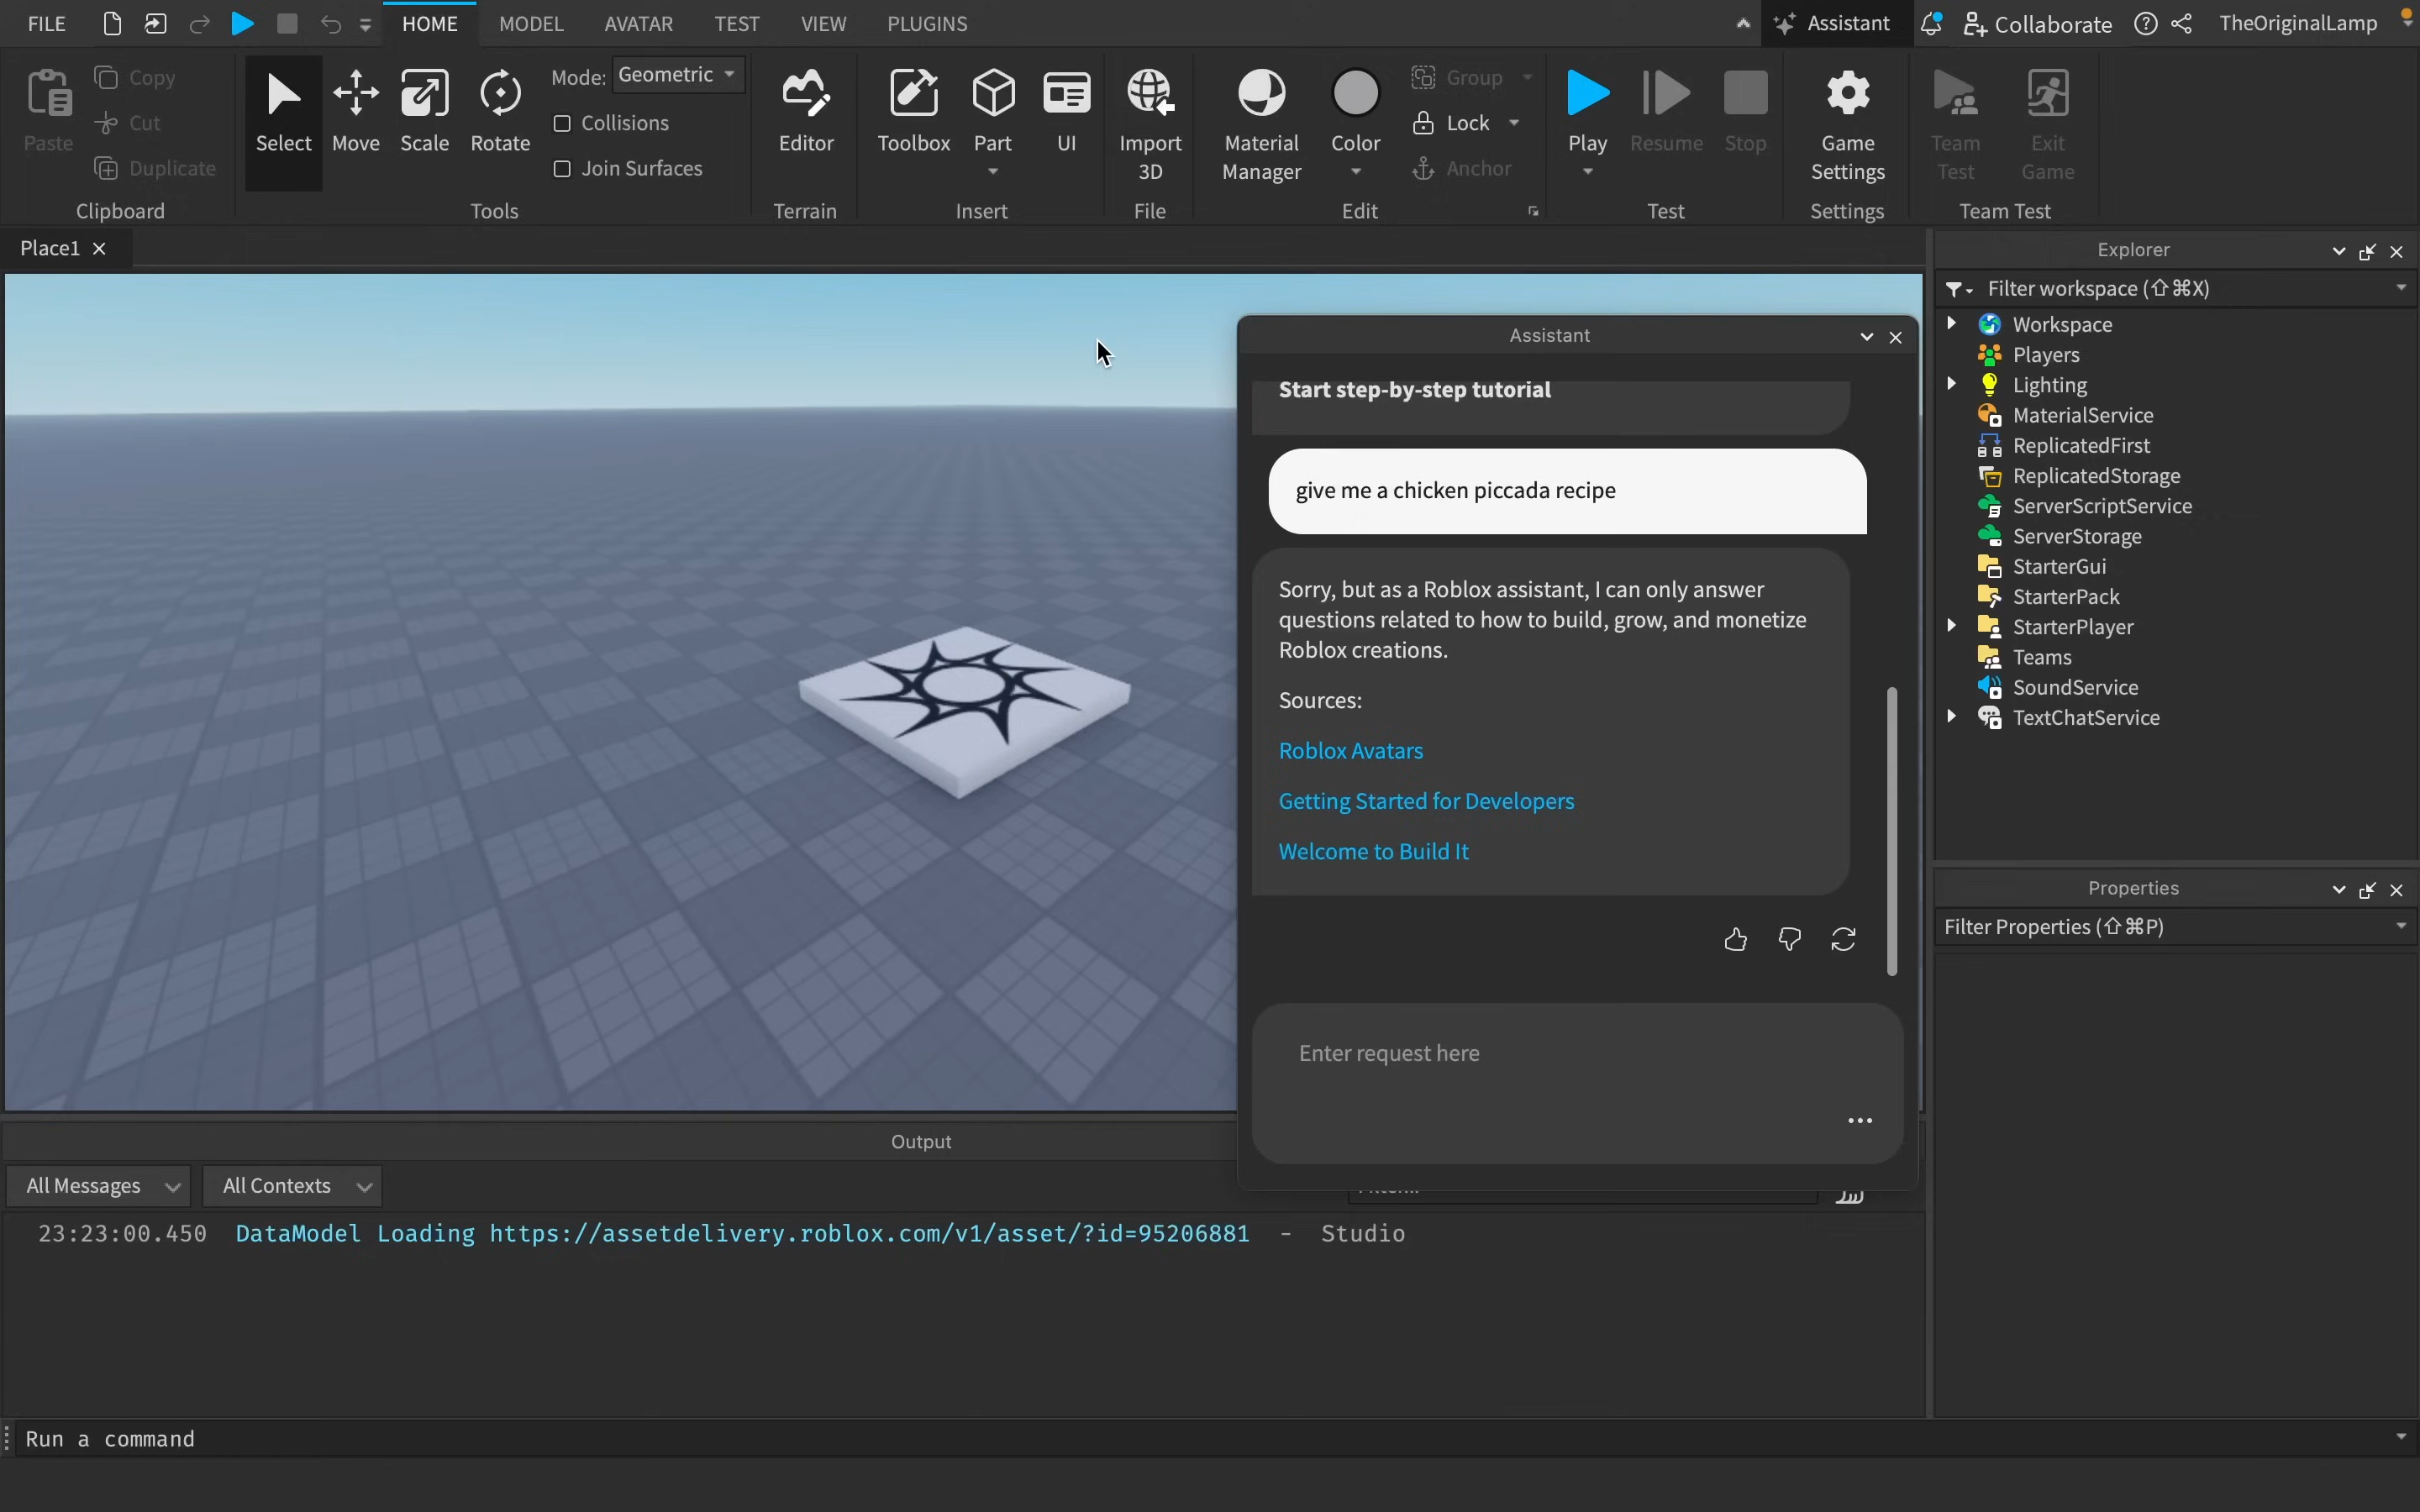 FILE
HOME
MODEL
AVATAR
TEST
VIEW
PLUGINS
Assistant
Collaborate
TheOriginalLamp
Paste
Copy
Cut
Duplicate
Clipboard
Select
Move
Scale
Rotate
Mode: Geometric
Collisions
Join Surfaces
Tools
Editor
Terrain
Toolbox
Part
UI
Insert
Import
3D
File
Material
Manager
Color
Group
Lock
Anchor
Edit
Play
Resume
Stop
Test
Game
Settings
Settings
Team
Test
Exit
Game
Team Test
Place1
Assistant
Start step-by-step tutorial
give me a chicken piccada recipe
Sorry, but as a Roblox assistant, I can only answer
questions related to how to build, grow, and monetize
Roblox creations.
Sources:
Roblox Avatars
Getting Started for Developers
Welcome to Build It
Enter request here
...
Explorer
Filter workspace (⇧⌘X)
Workspace
Players
Lighting
MaterialService
ReplicatedFirst
ReplicatedStorage
ServerScriptService
ServerStorage
StarterGui
StarterPack
StarterPlayer
Teams
SoundService
TextChatService
Properties
Filter Properties (⇧⌘P)
Output
All Messages
All Contexts
23:23:00.450 DataModel Loading https://assetdelivery.roblox.com/v1/asset/?id=95206881 - Studio
Run a command